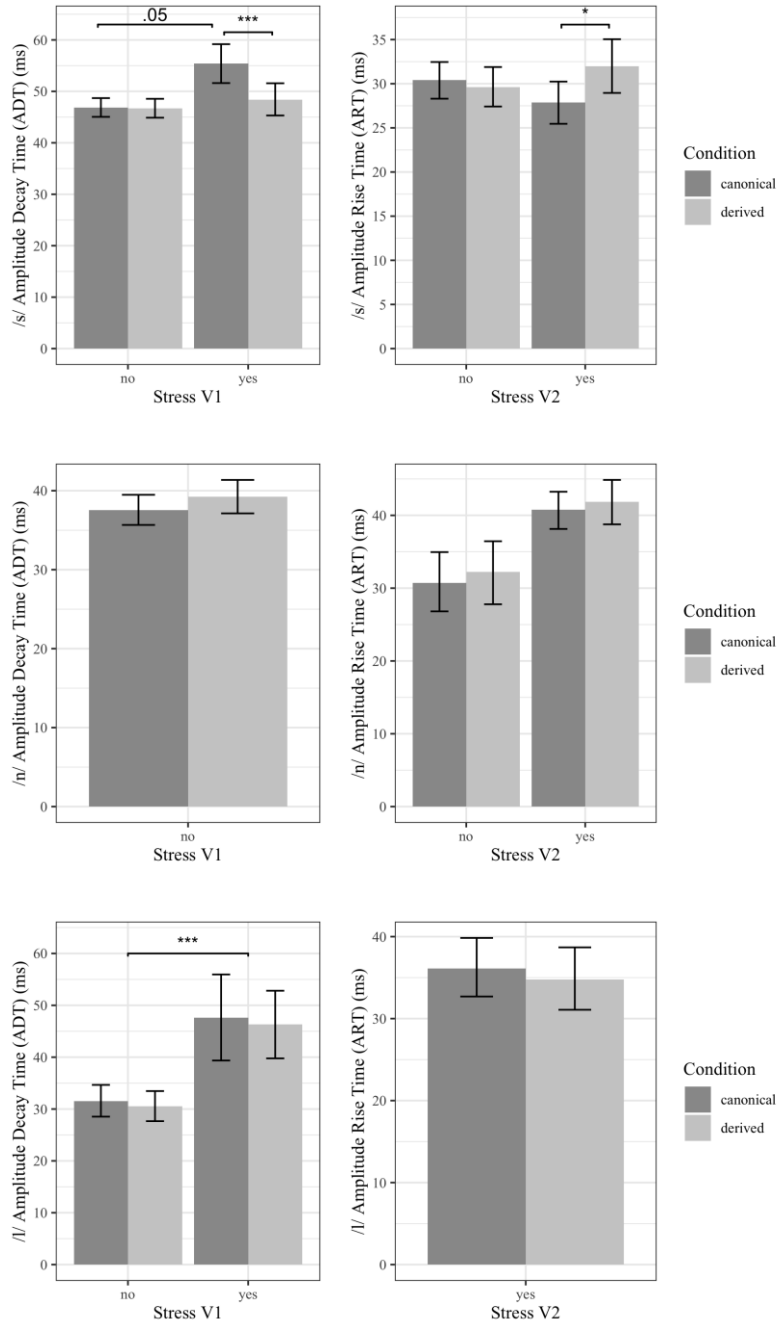 .05
***
60
50
40
30
20
10
0
/s/ Amplitude Decay Time (ADT) (ms)
no
yes
Stress V1
*
35
30
25
20
15
10
5
0
/s/ Amplitude Rise Time (ART) (ms)
no
yes
Stress V2
Condition
canonical
derived
40
30
20
10
0
/n/ Amplitude Decay Time (ADT) (ms)
no
Stress V1
40
30
20
10
0
/n/ Amplitude Rise Time (ART) (ms)
no
yes
Stress V2
Condition
canonical
derived
***
60
50
40
30
20
10
0
/l/ Amplitude Decay Time (ADT) (ms)
no
yes
Stress V1
40
30
20
10
0
/l/ Amplitude Rise Time (ART) (ms)
yes
Stress V2
Condition
canonical
derived